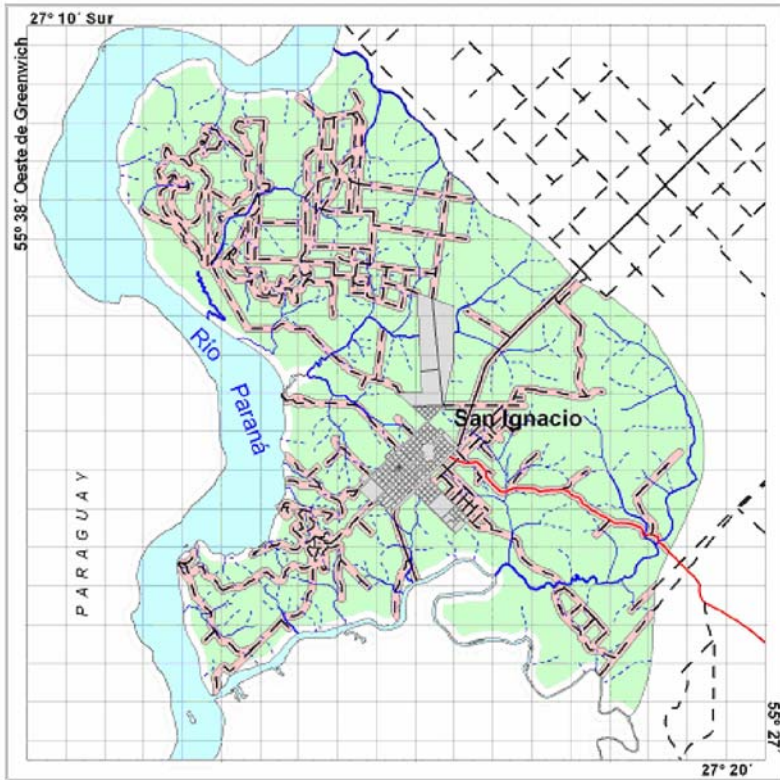 27° 10´ Sur
55° 38´ Oeste de Greenwich
Río
Paraná
San Ignacio
PARAGUAY
55° 27´
27° 20´